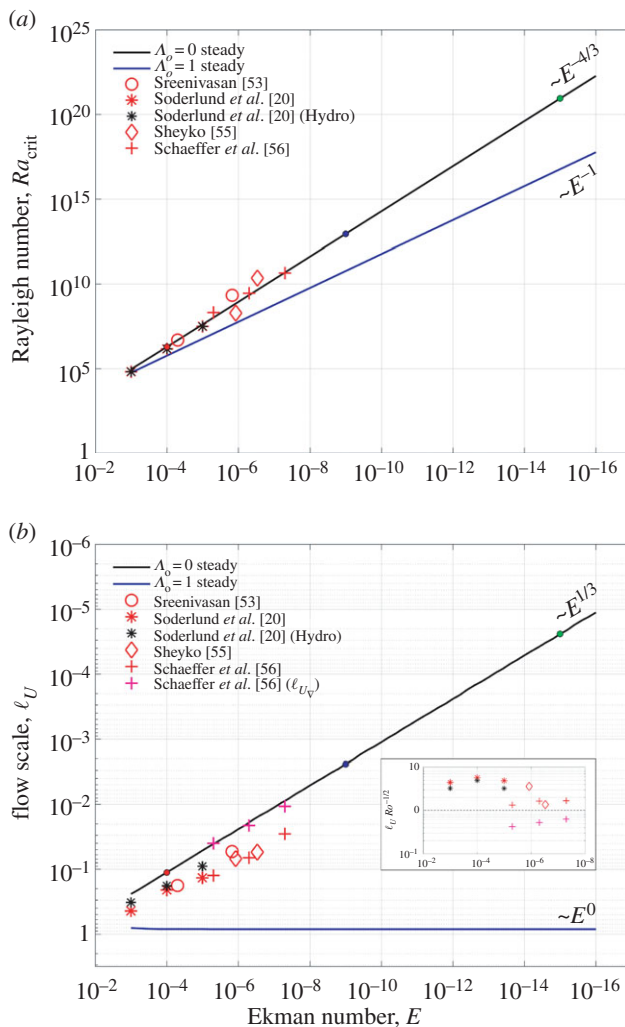 (a)
10^25
10^20
10^15
10^10
10^5
1
Rayleigh number, Ra_crit
Λ_o = 0 steady
Λ_o = 1 steady
Sreenivasan [53]
Soderlund et al. [20]
Soderlund et al. [20] (Hydro)
Sheyko [55]
Schaeffer et al. [56]
~E^−4/3
~E^−1
10^−2 10^−4 10^−6 10^−8 10^−10 10^−12 10^−14 10^−16
(b)
10^−6
10^−5
10^−4
10^−3
10^−2
10^−1
1
flow scale, ℓ_U
Λ_o = 0 steady
Λ_o = 1 steady
Sreenivasan [53]
Soderlund et al. [20]
Soderlund et al. [20] (Hydro)
Sheyko [55]
Schaeffer et al. [56]
Schaeffer et al. [56] (ℓ_U_∇)
~E^1/3
10
0
10^−1
ℓ_U Ro^−1/2
10^−2 10^−4 10^−6 10^−8
~E^0
10^−2 10^−4 10^−6 10^−8 10^−10 10^−12 10^−14 10^−16
Ekman number, E